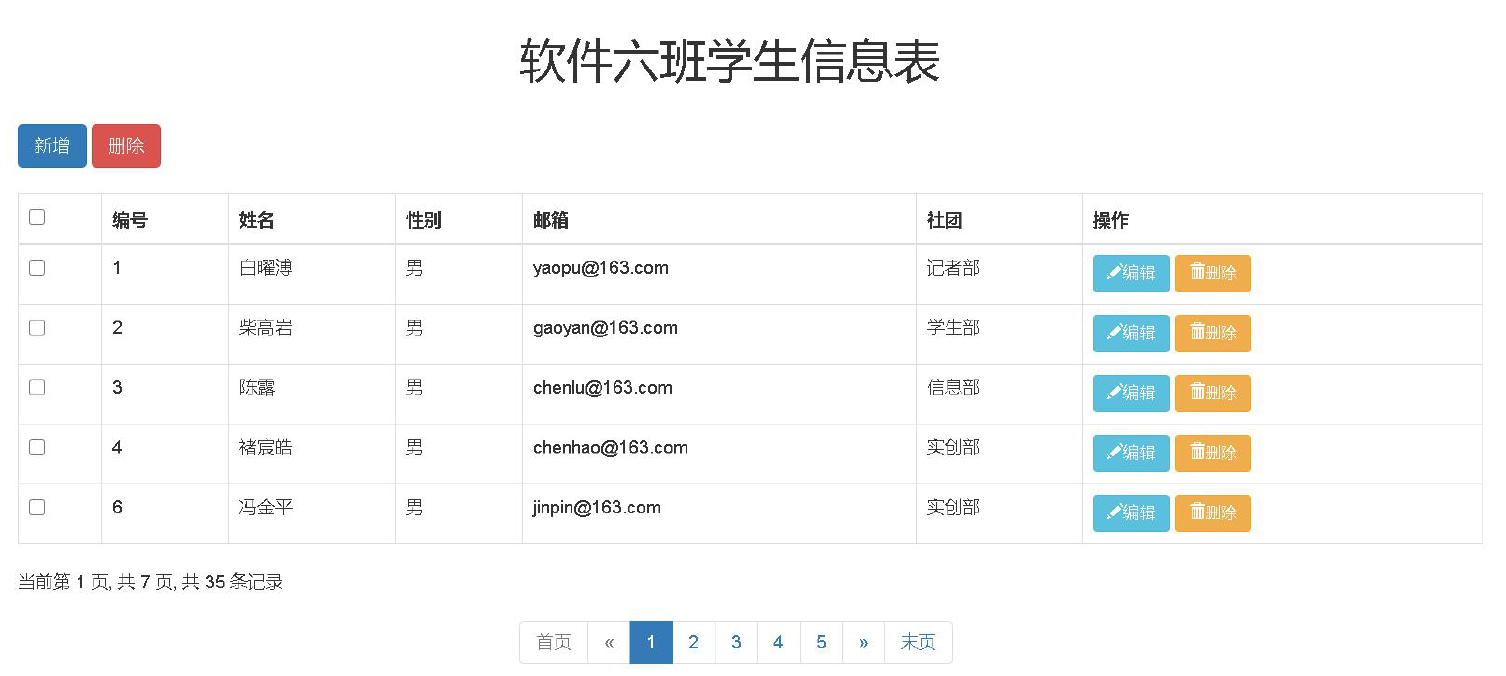 软件六班学生信息表
新增 删除
编号 姓名 性别 邮箱 社团 操作
1 白曜溥 男 yaopu@163.com 记者部 编辑 删除
2 柴高岩 男 gaoyan@163.com 学生部 编辑 删除
3 陈露 男 chenlu@163.com 信息部 编辑 删除
4 褚宸皓 男 chenhao@163.com 实创部 编辑 删除
6 冯金平 男 jinpin@163.com 实创部 编辑 删除
当前第 1 页, 共 7 页, 共 35 条记录
首页 « 1 2 3 4 5 » 末页